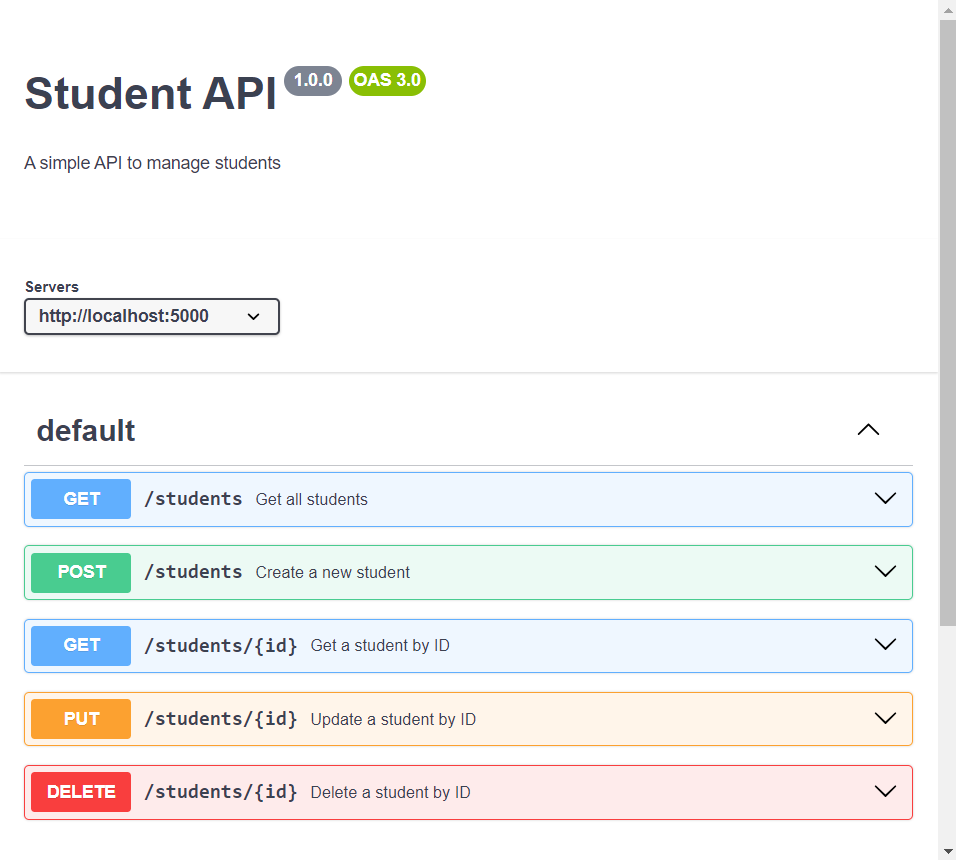 Student API 1.0.0 OAS 3.0
A simple API to manage students
Servers
http://localhost:5000
default
GET /students Get all students
POST /students Create a new student
GET /students/{id} Get a student by ID
PUT /students/{id} Update a student by ID
DELETE /students/{id} Delete a student by ID